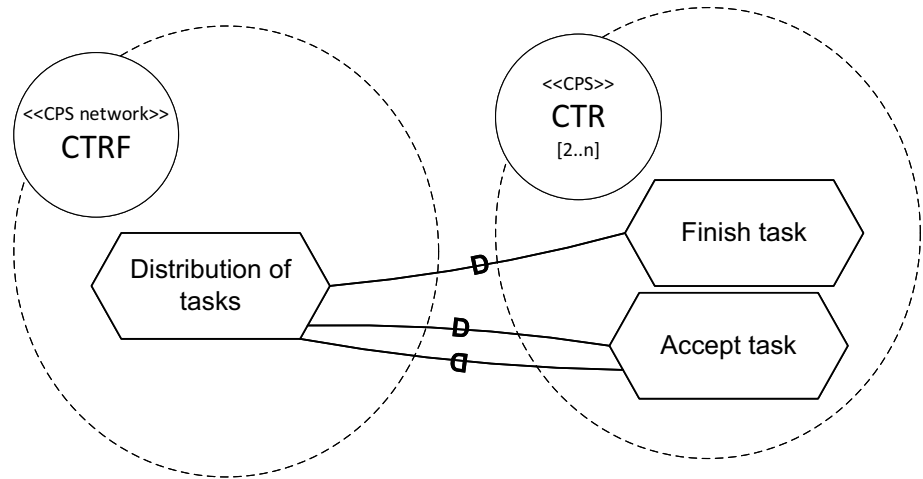 <<CPS network>>
CTRF
<<CPS>>
CTR
[2..n]
Distribution of
tasks
Finish task
Accept task
D
D
D